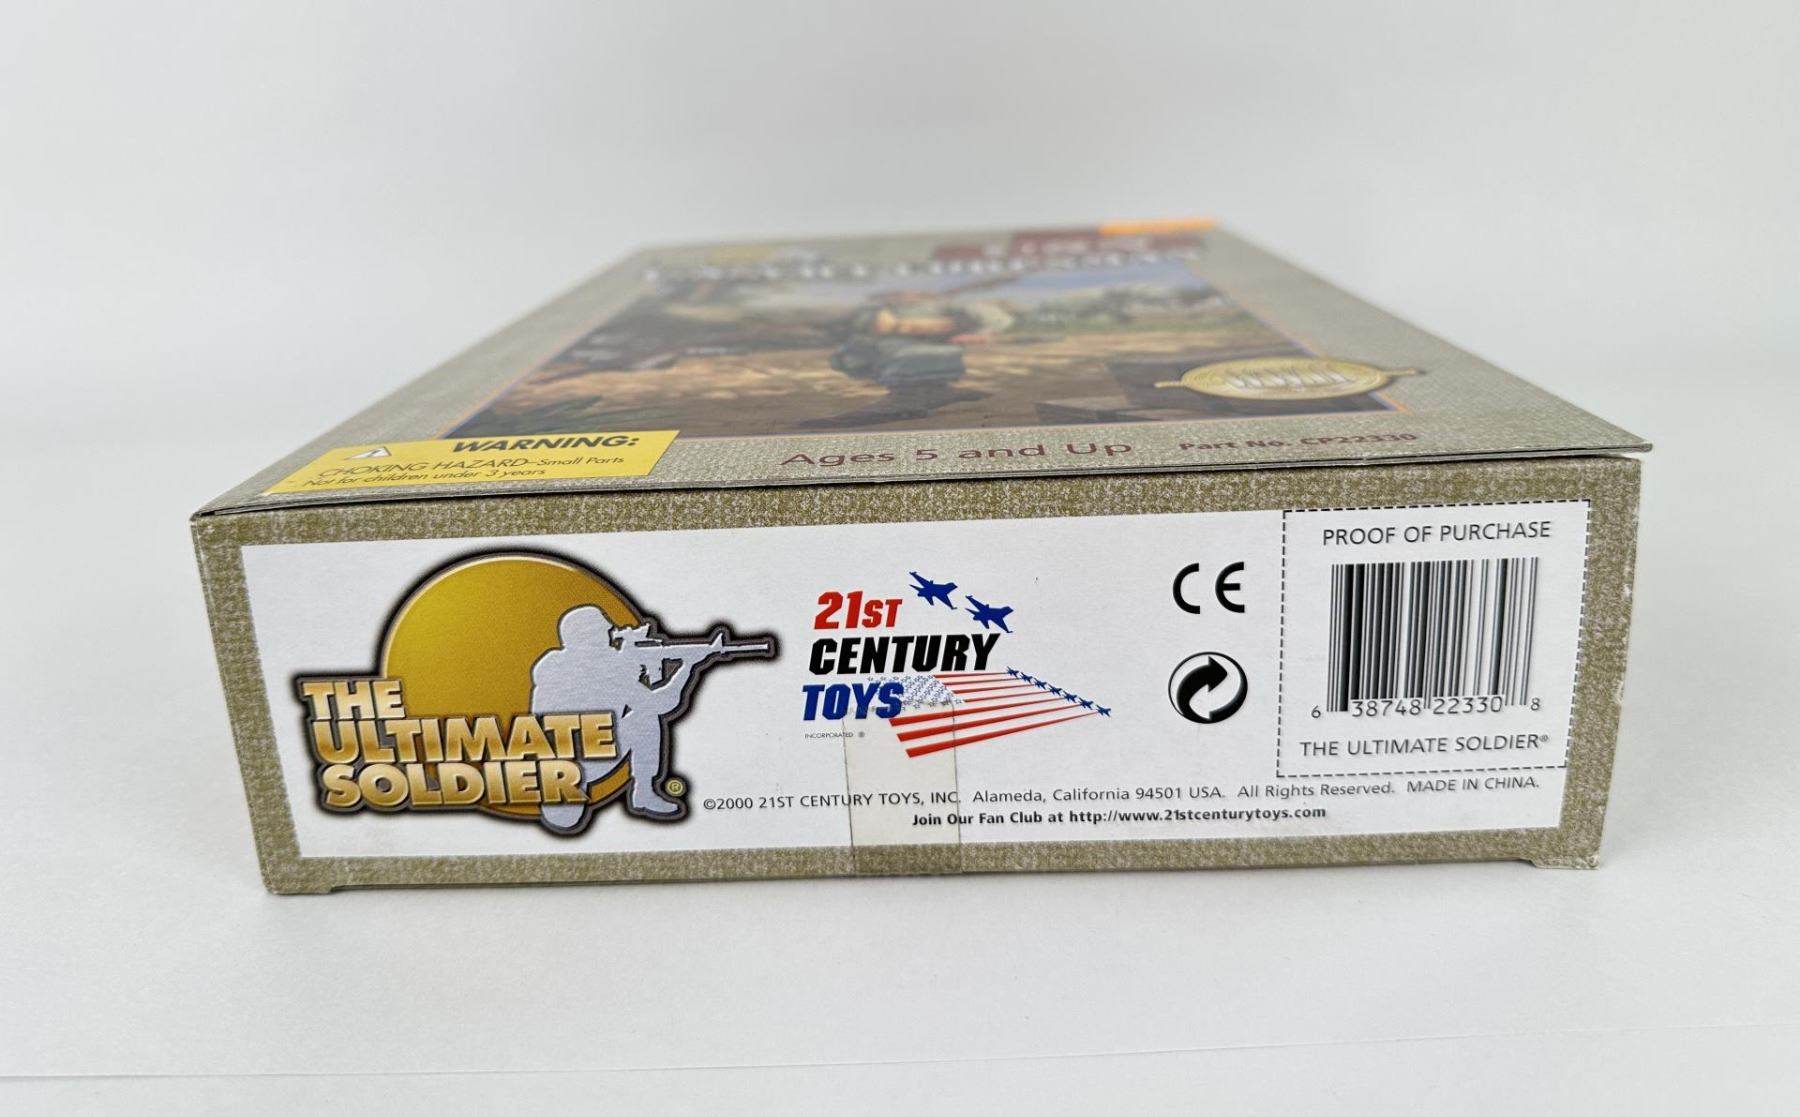 WWII
WARNING:
CHOKING HAZARD-Small Parts
Not for children under 3 years
Ages 5 and Up
Part No. CP22330
THE
ULTIMATE
SOLDIER®
21ST
CENTURY
TOYS
INCORPORATED ®
CE
PROOF OF PURCHASE
6 38748 22330 8
THE ULTIMATE SOLDIER®
©2000 21ST CENTURY TOYS, INC. Alameda, California 94501 USA. All Rights Reserved. MADE IN CHINA.
Join Our Fan Club at http://www.21stcenturytoys.com